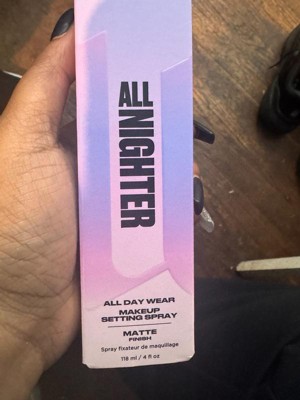 ALL
NIGHTER
ALL DAY WEAR
MAKEUP
SETTING SPRAY
MATTE
FINISH
Spray fixateur de maquillage
118 ml / 4 fl oz